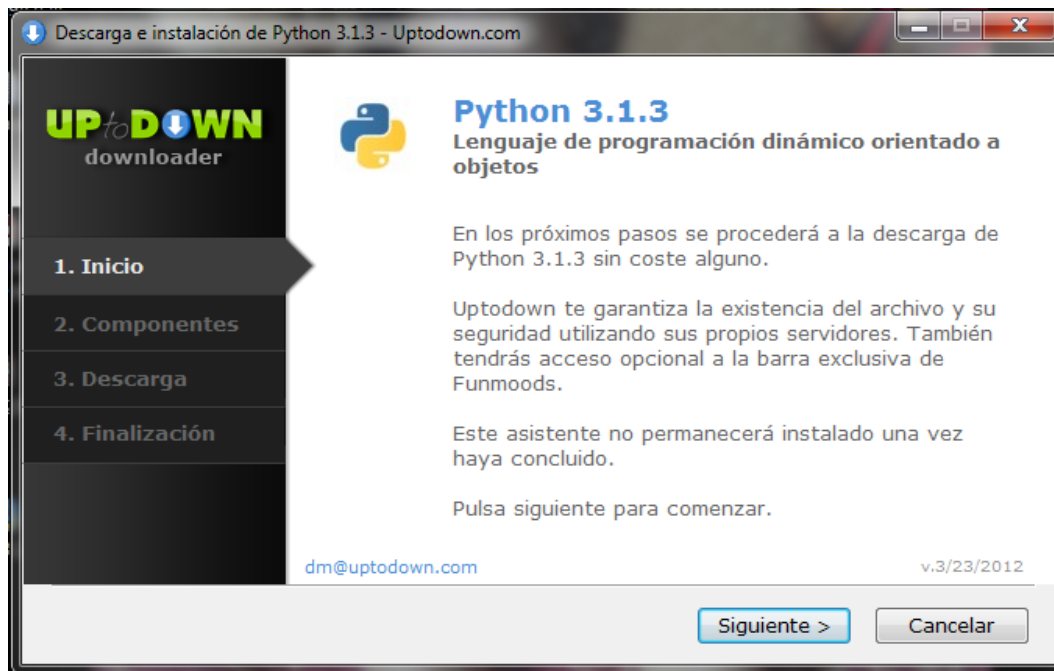 Descarga e instalación de Python 3.1.3 - Uptodown.com
UPtoDOWN
downloader
1. Inicio
2. Componentes
3. Descarga
4. Finalización
Python 3.1.3
Lenguaje de programación dinámico orientado a
objetos
En los próximos pasos se procederá a la descarga de
Python 3.1.3 sin coste alguno.
Uptodown te garantiza la existencia del archivo y su
seguridad utilizando sus propios servidores. También
tendrás acceso opcional a la barra exclusiva de
Funmoods.
Este asistente no permanecerá instalado una vez
haya concluido.
Pulsa siguiente para comenzar.
dm@uptodown.com
v.3/23/2012
Siguiente >
Cancelar